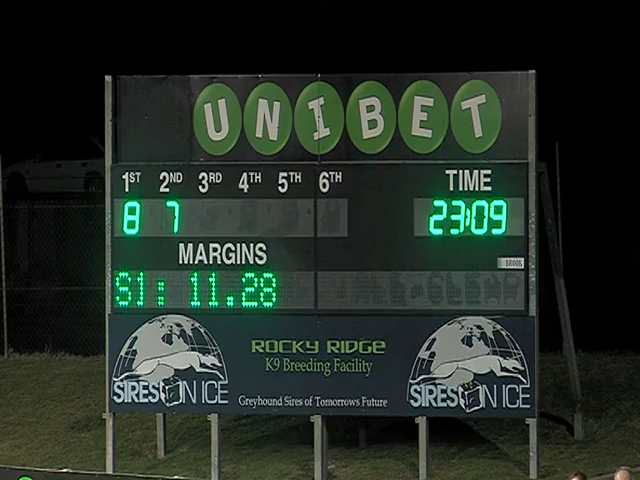 UNIBET
1ST 2ND 3RD 4TH 5TH 6TH TIME
8 7 23:09
MARGINS
S1: 11.28
ROCKY RIDGE
K9 Breeding Facility
SIRES ON ICE SIRES ON ICE
Greyhound Sires of Tomorrows Future